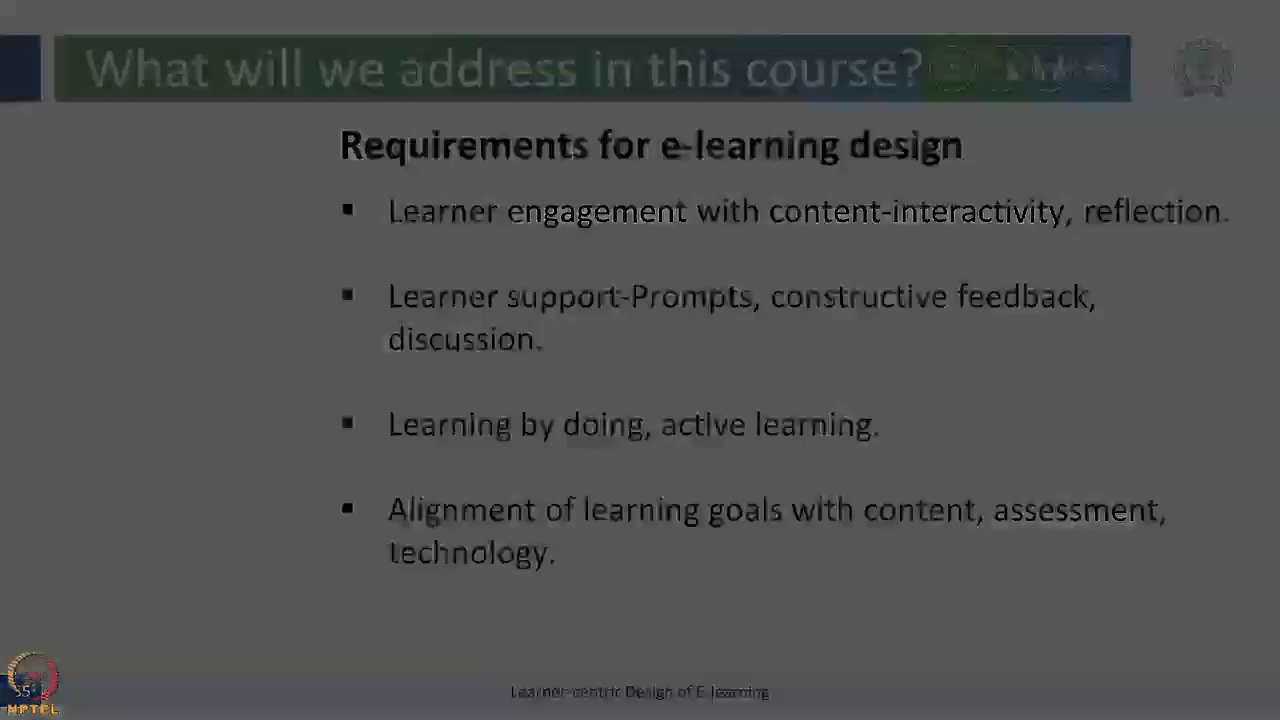 What will we address in this course?
Requirements for e-learning design
▪ Learner engagement with content-interactivity, reflection.
▪ Learner support-Prompts, constructive feedback,
discussion.
▪ Learning by doing, active learning.
▪ Alignment of learning goals with content, assessment,
technology.
Learner-centric Design of E-learning
NPTEL